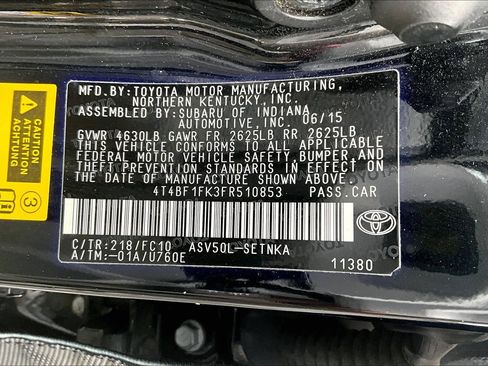 MFD.BY:TOYOTA MOTOR MANUFACTURING,
NORTHERN KENTUCKY,INC.
ASSEMBLED BY:SUBARU OF INDIANA
AUTOMOTIVE,INC. 06/15
GVWR 4630LB GAWR FR 2625LB RR 2625LB
THIS VEHICLE CONFORMS TO ALL APPLICABLE
FEDERAL MOTOR VEHICLE SAFETY,BUMPER,AND
THEFT PREVENTION STANDARDS IN EFFECT ON
THE DATE OF MANUFACTURE SHOWN ABOVE.
4T4BF1FK3FR510853 PASS.CAR
C/TR:218/FC10 ASV50L-SETNKA
A/TM:-01A/U760E
11380
TOYOTA
3